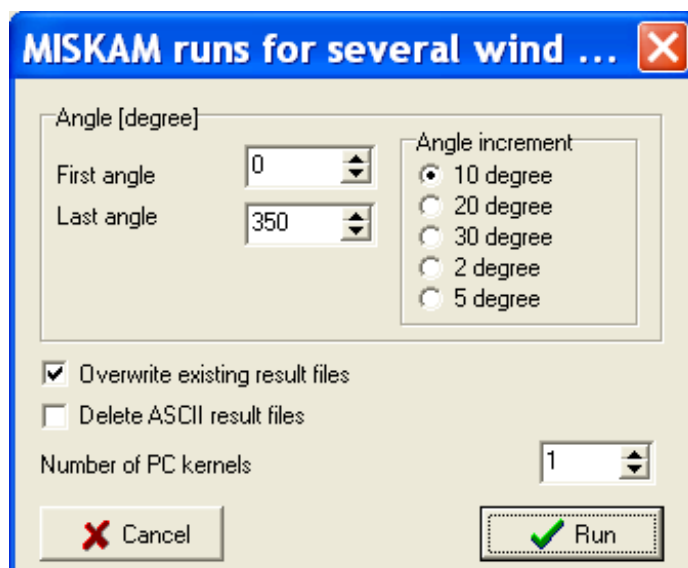 MISKAM runs for several wind ...
Angle [degree]
First angle 0
Last angle 350
Angle increment
10 degree
20 degree
30 degree
2 degree
5 degree
Overwrite existing result files
Delete ASCII result files
Number of PC kernels 1
Cancel Run